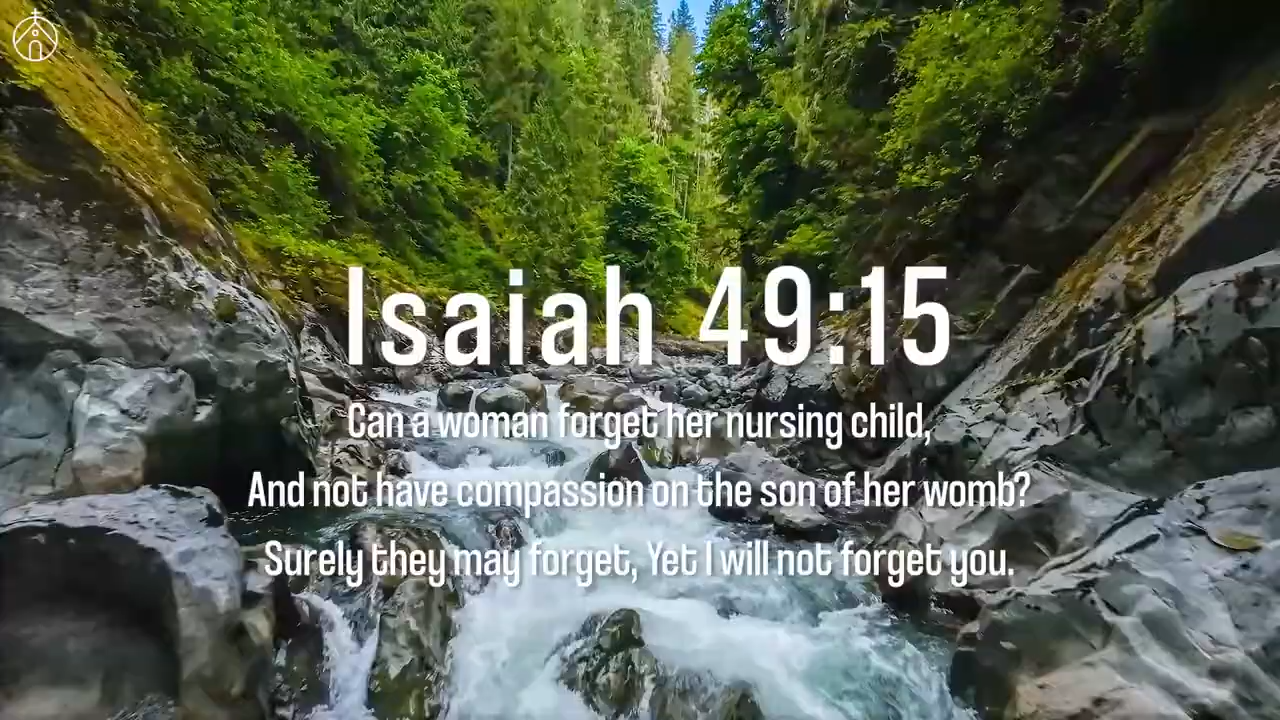 Isaiah 49:15
Can a woman forget her nursing child,
And not have compassion on the son of her womb?
Surely they may forget, Yet I will not forget you.